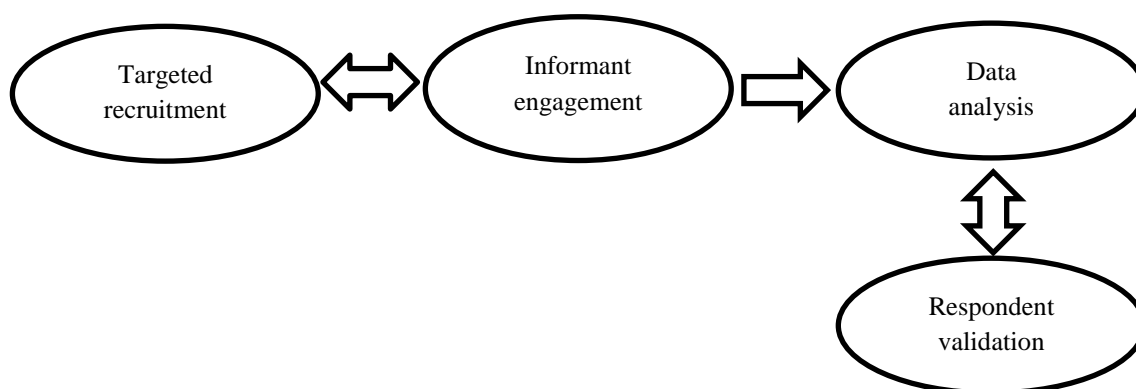 Targeted
recruitment
Informant
engagement
Data
analysis
Respondent
validation